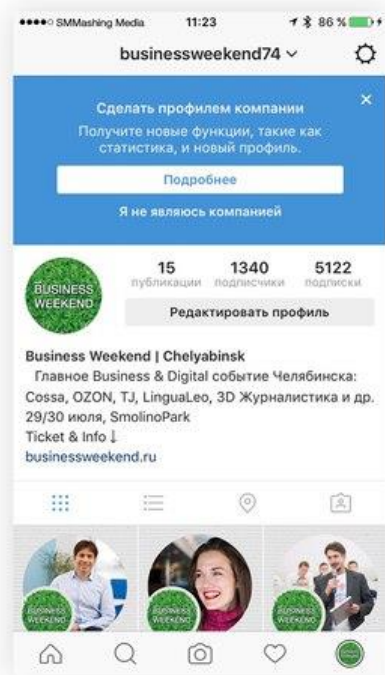 SMMashing Media 11:23 86 %
businessweekend74
Сделать профилем компании
Получите новые функции, такие как
статистика, и новый профиль.
Подробнее
Я не являюсь компанией
BUSINESS
WEEKEND
15 1340 5122
публикации подписчики подписки
Редактировать профиль
Business Weekend | Chelyabinsk
Главное Business & Digital событие Челябинска:
Cossa, OZON, TJ, LinguaLeo, 3D Журналистика и др.
29/30 июля, SmolinoPark
Ticket & Info ↓
businessweekend.ru
BUSINESS
WEEKEND
BUSINESS
WEEKEND
BUSINESS
WEEKEND